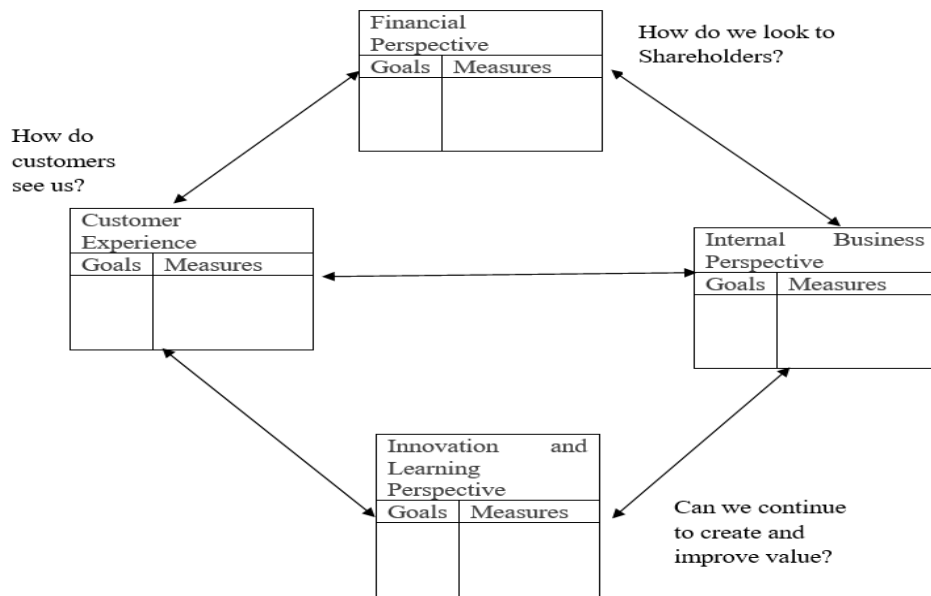 Financial
Perspective
Goals Measures
How do we look to
Shareholders?
How do
customers
see us?
Customer
Experience
Goals Measures
Internal Business
Perspective
Goals Measures
Innovation and
Learning
Perspective
Goals Measures
Can we continue
to create and
improve value?